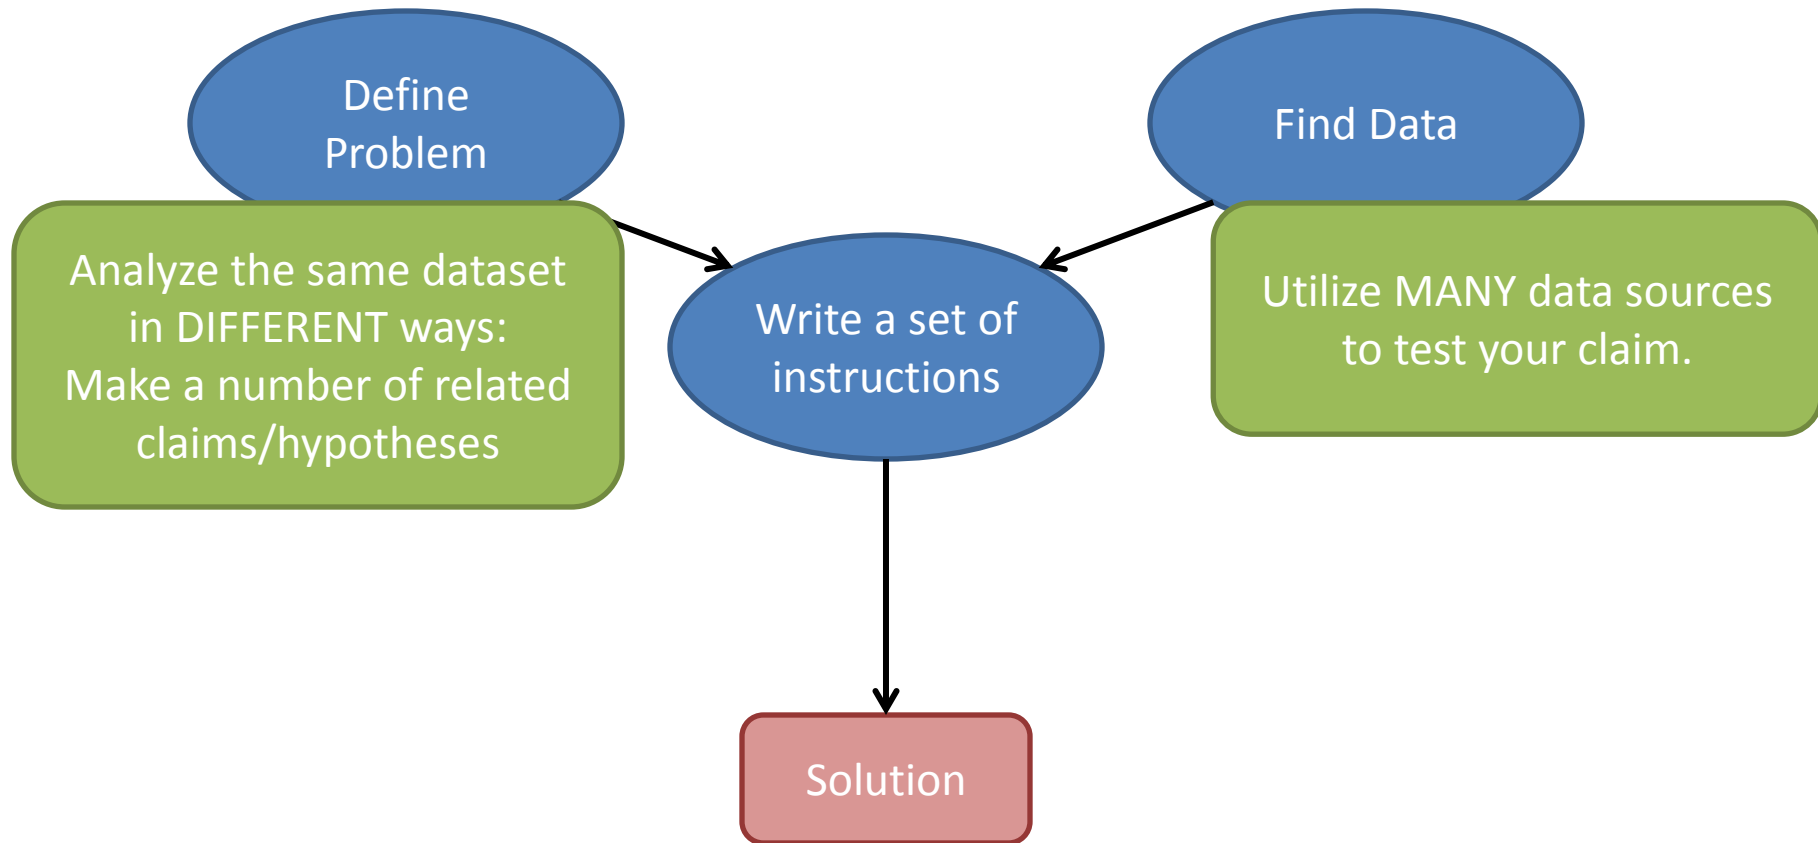 Define
Problem
Find Data
Analyze the same dataset
in DIFFERENT ways:
Make a number of related
claims/hypotheses
Write a set of
instructions
Utilize MANY data sources
to test your claim.
Solution